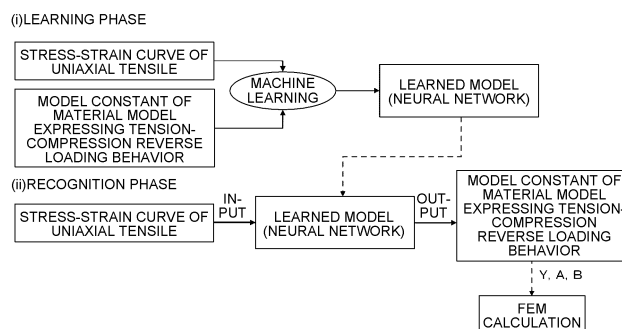 (i)LEARNING PHASE
STRESS-STRAIN CURVE OF
UNIAXIAL TENSILE
MODEL CONSTANT OF
MATERIAL MODEL
EXPRESSING TENSION-
COMPRESSION REVERSE
LOADING BEHAVIOR
MACHINE
LEARNING
LEARNED MODEL
(NEURAL NETWORK)
(ii)RECOGNITION PHASE
STRESS-STRAIN CURVE OF
UNIAXIAL TENSILE
IN-
PUT
LEARNED MODEL
(NEURAL NETWORK)
OUT-
PUT
MODEL CONSTANT OF
MATERIAL MODEL
EXPRESSING TENSION-
COMPRESSION
REVERSE LOADING
BEHAVIOR
Y, A, B
FEM
CALCULATION